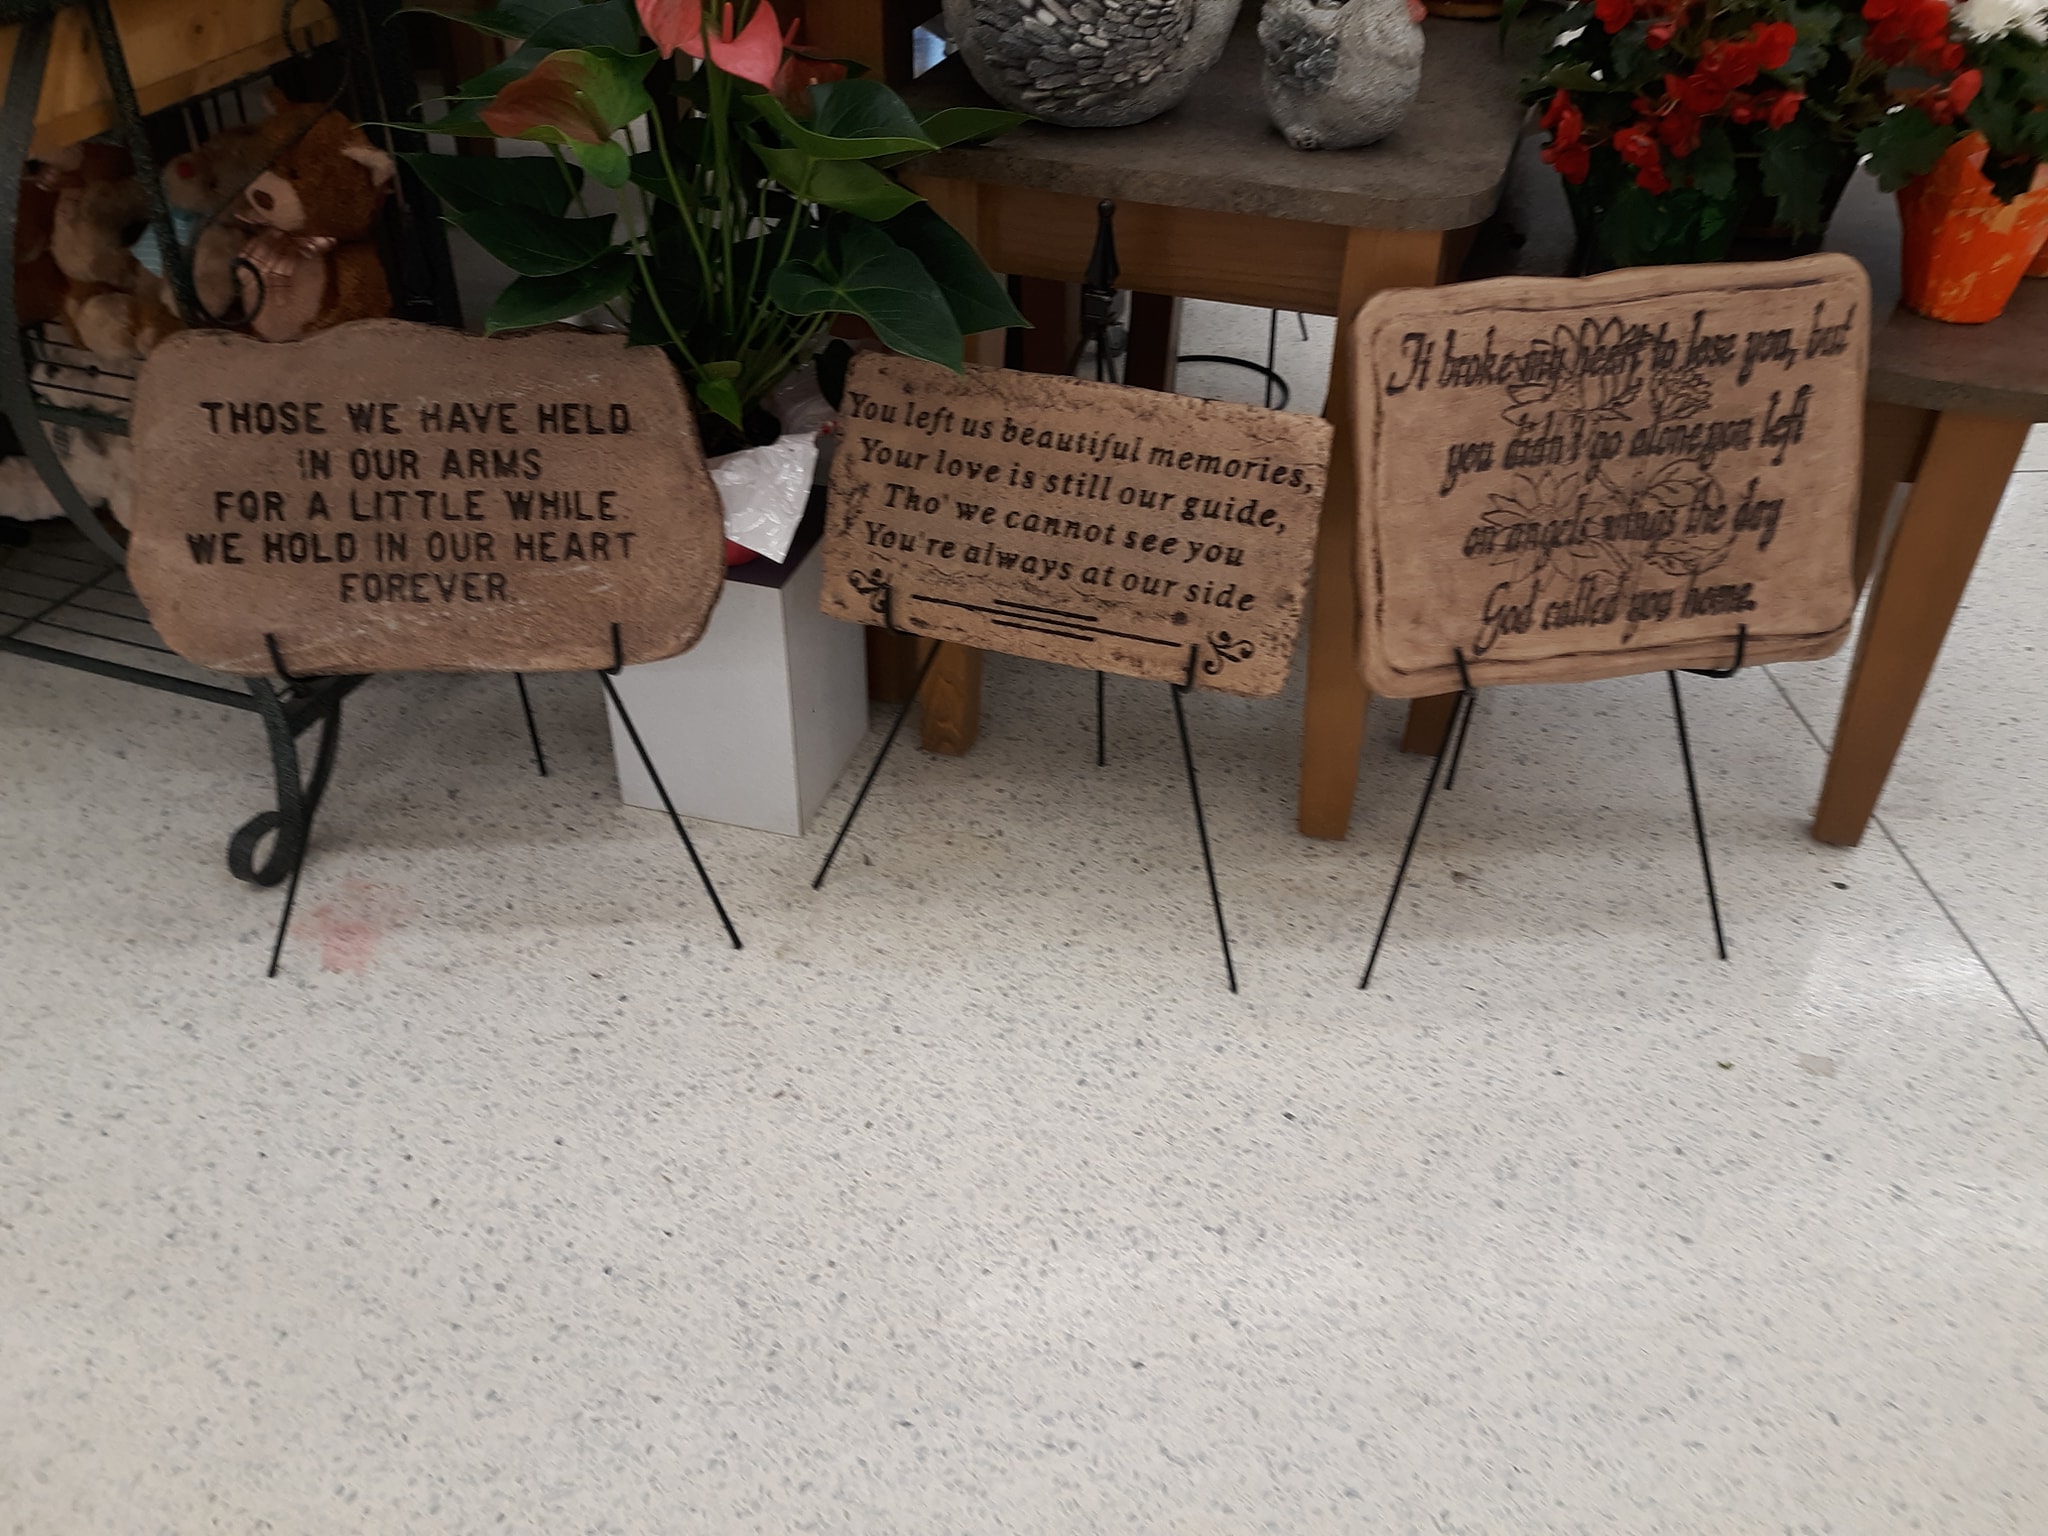 THOSE WE HAVE HELD
IN OUR ARMS
FOR A LITTLE WHILE.
WE HOLD IN OUR HEART
FOREVER.
You left us beautiful memories,
Your love is still our guide,
Tho' we cannot see you
You're always at our side
It broke my heart to lose you, but
you didn't go alone you left
on angels wings the day
God called you home.